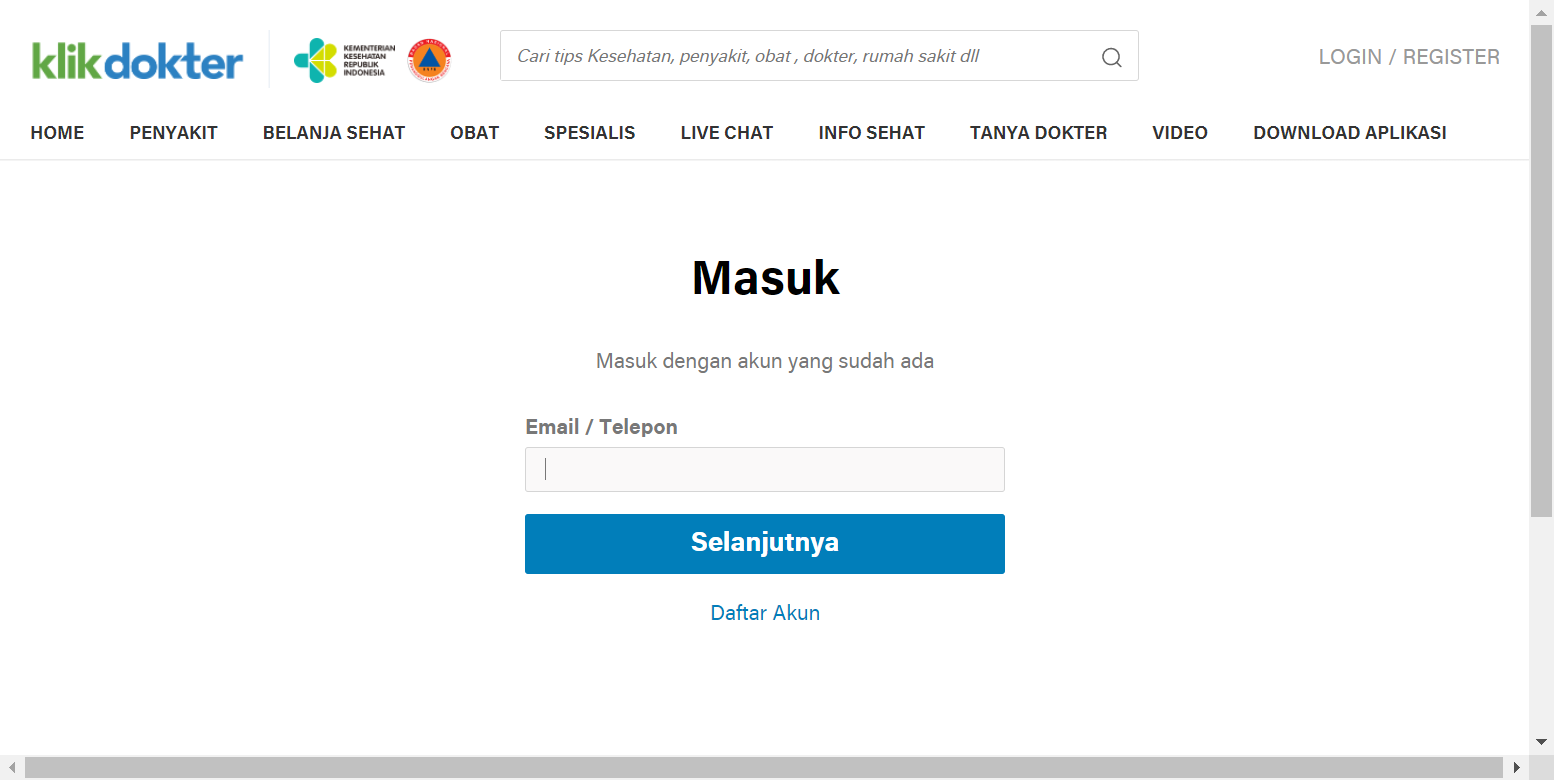 klikdokter
KEMENTERIAN
KESEHATAN
REPUBLIK
INDONESIA
Cari tips Kesehatan, penyakit, obat , dokter, rumah sakit dll
LOGIN / REGISTER
HOME PENYAKIT BELANJA SEHAT OBAT SPESIALIS LIVE CHAT INFO SEHAT TANYA DOKTER VIDEO DOWNLOAD APLIKASI
Masuk
Masuk dengan akun yang sudah ada
Email / Telepon
Selanjutnya
Daftar Akun